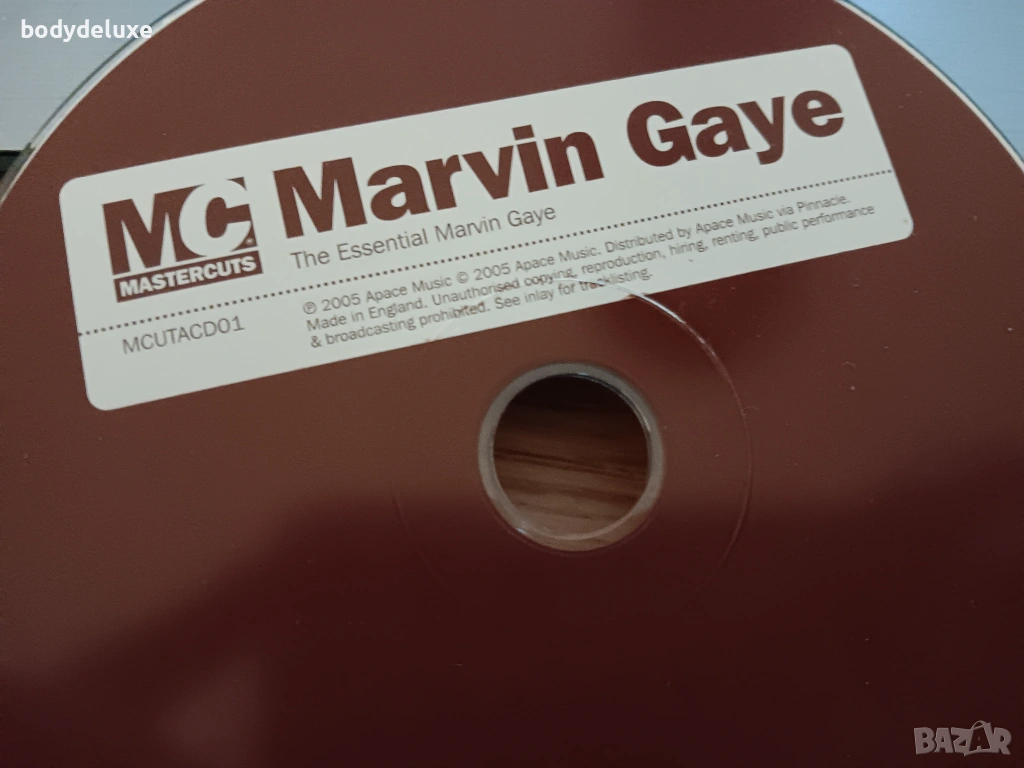 bodydeluxe
MC Marvin Gaye
MASTERCUTS The Essential Marvin Gaye
MCUTACD01
℗ 2005 Apace Music © 2005 Apace Music. Distributed by Apace Music via Pinnacle.
Made in England. Unauthorised copying, reproduction, hiring, renting, public performance
& broadcasting prohibited. See inlay for tracklisting.
BAZAR